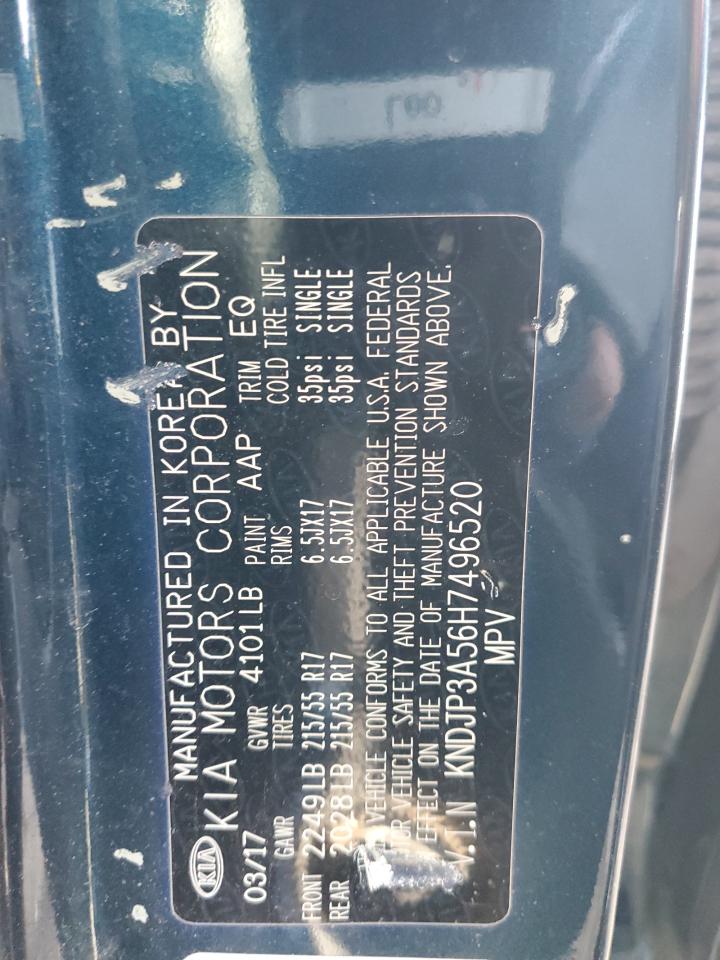 MANUFACTURED IN KOREA BY
KIA KIA MOTORS CORPORATION
03/17 GVWR 4101LB PAINT AAP TRIM EQ
GAWR TIRES RIMS COLD TIRE INFL
FRONT 2249LB 215/55 R17 6.5JX17 35psi SINGLE
REAR 2028LB 215/55 R17 6.5JX17 35psi SINGLE
VEHICLE CONFORMS TO ALL APPLICABLE U.S.A. FEDERAL
VEHICLE SAFETY AND THEFT PREVENTION STANDARDS
EFFECT ON THE DATE OF MANUFACTURE SHOWN ABOVE.
V.I.N KNDJP3A56H7496520
MPV